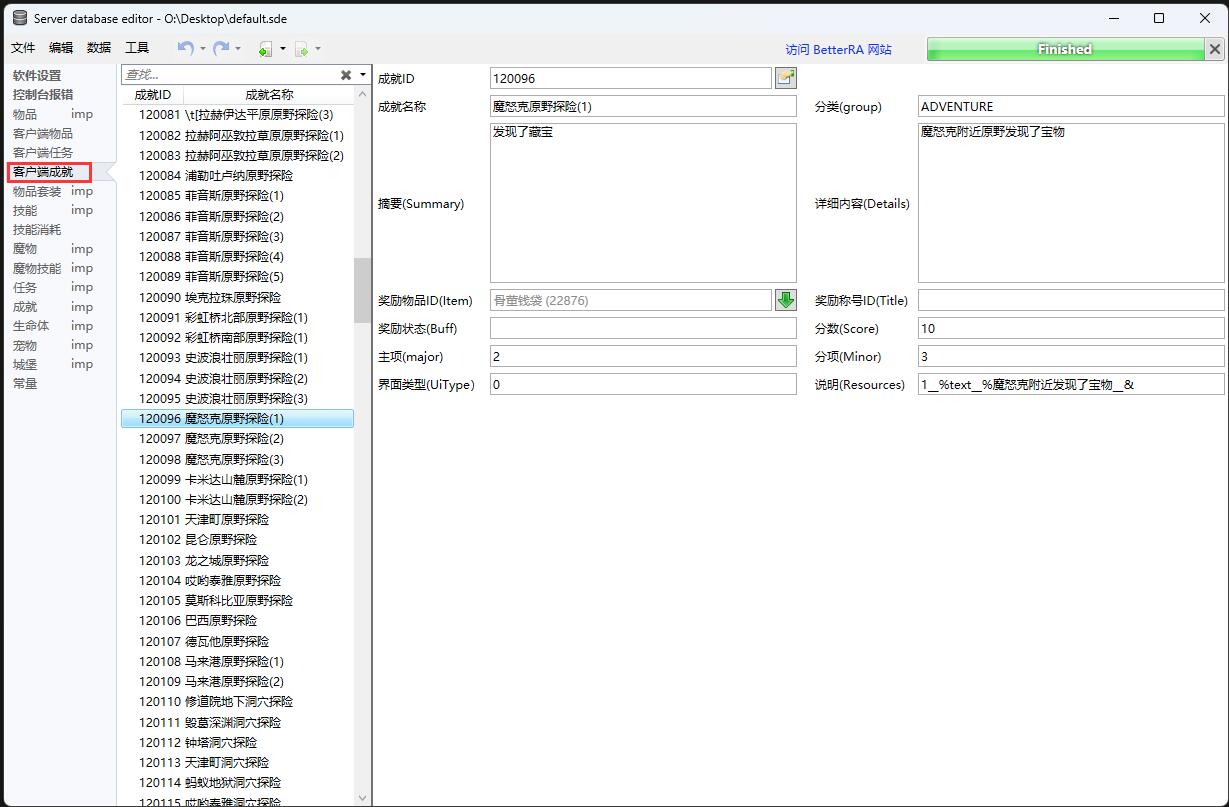 Server database editor - O:\Desktop\default.sde
文件 编辑 数据 工具
访问 BetterRA 网站
Finished
软件设置
控制台报错
物品 imp
客户端物品
客户端任务
客户端成就
物品套装 imp
技能 imp
技能消耗
魔物 imp
魔物技能 imp
任务 imp
成就 imp
生命体 imp
宠物 imp
城堡 imp
常量
查找...
成就ID 成就名称
120081 \t[拉赫伊达平原原野探险(3)
120082 拉赫阿巫敦拉草原原野探险(1)
120083 拉赫阿巫敦拉草原原野探险(2)
120084 浦勒吐卢纳原野探险
120085 菲音斯原野探险(1)
120086 菲音斯原野探险(2)
120087 菲音斯原野探险(3)
120088 菲音斯原野探险(4)
120089 菲音斯原野探险(5)
120090 埃克拉珠原野探险
120091 彩虹桥北部原野探险(1)
120092 彩虹桥南部原野探险(1)
120093 史波浪壮丽原野探险(1)
120094 史波浪壮丽原野探险(2)
120095 史波浪壮丽原野探险(3)
120096 魔怒克原野探险(1)
120097 魔怒克原野探险(2)
120098 魔怒克原野探险(3)
120099 卡米达山麓原野探险(1)
120100 卡米达山麓原野探险(2)
120101 天津町原野探险
120102 昆仑原野探险
120103 龙之城原野探险
120104 哎哟泰雅原野探险
120105 莫斯科比亚原野探险
120106 巴西原野探险
120107 德瓦他原野探险
120108 马来港原野探险(1)
120109 马来港原野探险(2)
120110 修道院地下洞穴探险
120111 毁墓深渊洞穴探险
120112 钟塔洞穴探险
120113 天津町洞穴探险
120114 蚂蚁地狱洞穴探险
120115 哎哟泰雅洞穴探险
成就ID 120096
成就名称 魔怒克原野探险(1) 分类(group) ADVENTURE
摘要(Summary) 发现了藏宝 详细内容(Details) 魔怒克附近原野发现了宝物
奖励物品ID(Item) 骨董钱袋 (22876) 奖励称号ID(Title)
奖励状态(Buff) 分数(Score) 10
主项(major) 2 分项(Minor) 3
界面类型(UiType) 0 说明(Resources) 1__%text__%魔怒克附近发现了宝物__&